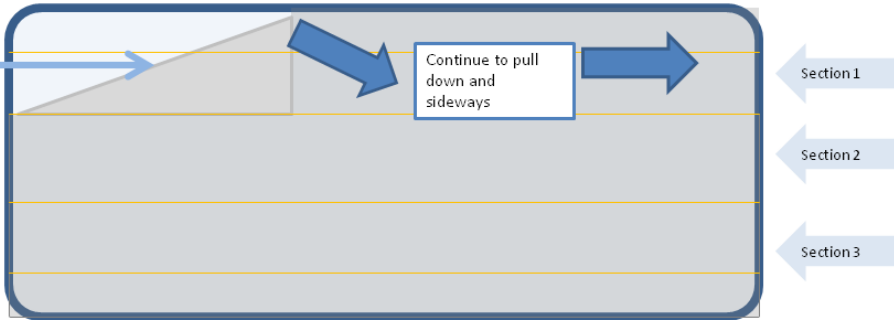 Continue to pull
down and
sideways
Section 1
Section 2
Section 3